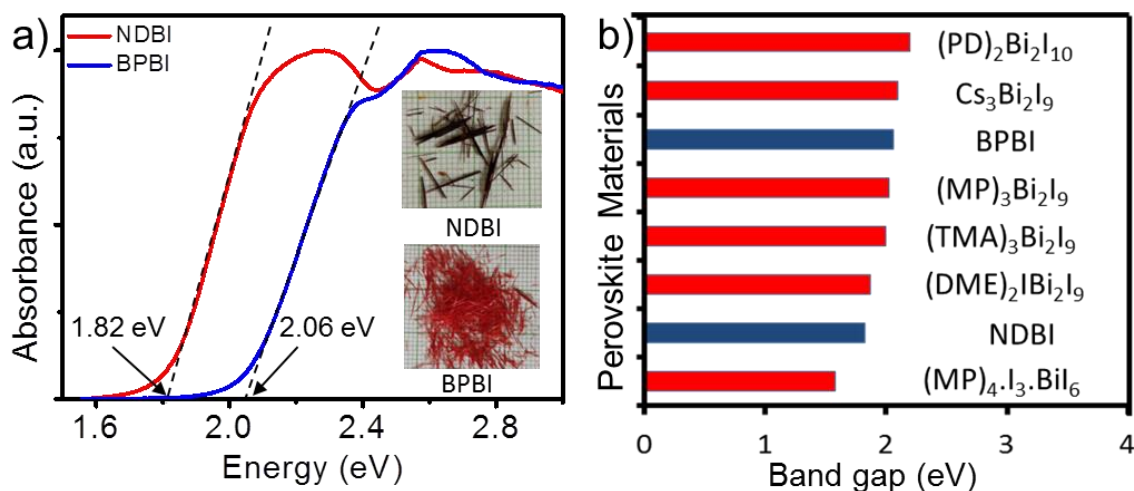 a)
NDBI
BPBI
Absorbance (a.u.)
1.82 eV
2.06 eV
NDBI
BPBI
1.6 2.0 2.4 2.8
Energy (eV)
b)
Perovskite Materials
(PD)₂Bi₂I₁₀
Cs₃Bi₂I₉
BPBI
(MP)₃Bi₂I₉
(TMA)₃Bi₂I₉
(DME)₂IBi₂I₉
NDBI
(MP)₄.I₃.BiI₆
0 1 2 3 4
Band gap (eV)